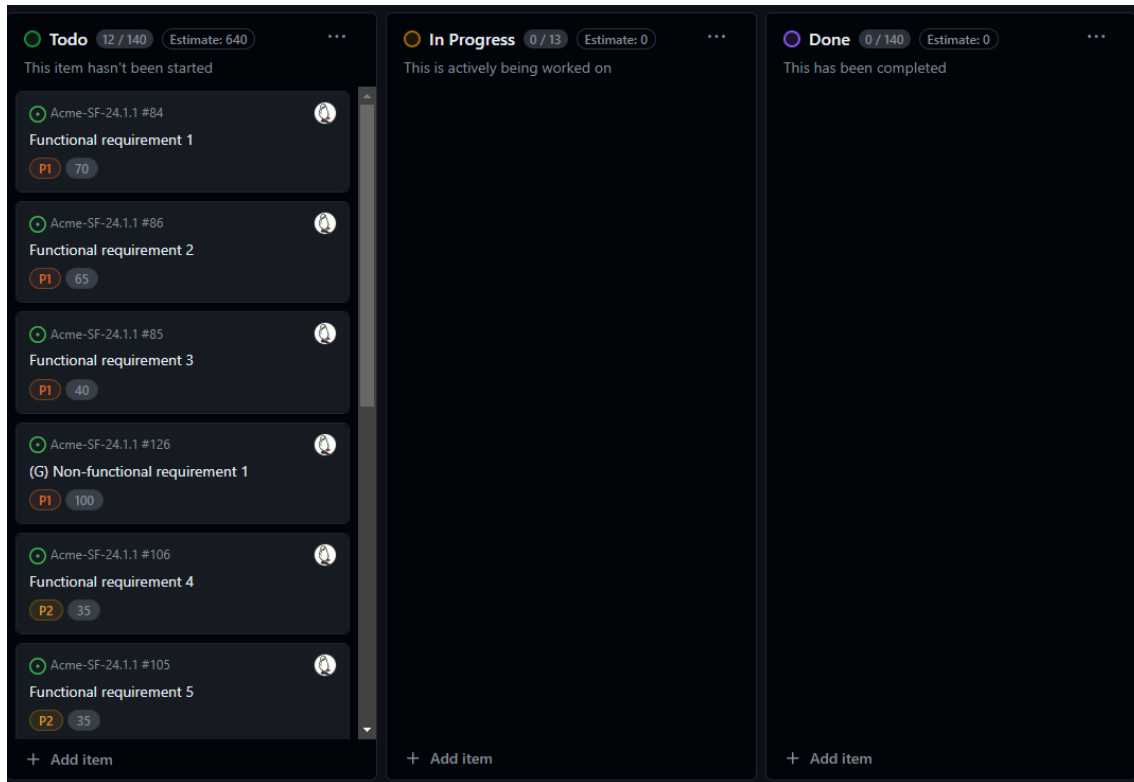 Todo 12 / 140 Estimate: 640 ...
This item hasn't been started
Acme-SF-24.1.1 #84
Functional requirement 1
P1 70
Acme-SF-24.1.1 #86
Functional requirement 2
P1 65
Acme-SF-24.1.1 #85
Functional requirement 3
P1 40
Acme-SF-24.1.1 #126
(G) Non-functional requirement 1
P1 100
Acme-SF-24.1.1 #106
Functional requirement 4
P2 35
Acme-SF-24.1.1 #105
Functional requirement 5
P2 35
+ Add item
In Progress 0 / 13 Estimate: 0 ...
This is actively being worked on
+ Add item
Done 0 / 140 Estimate: 0 ...
This has been completed
+ Add item